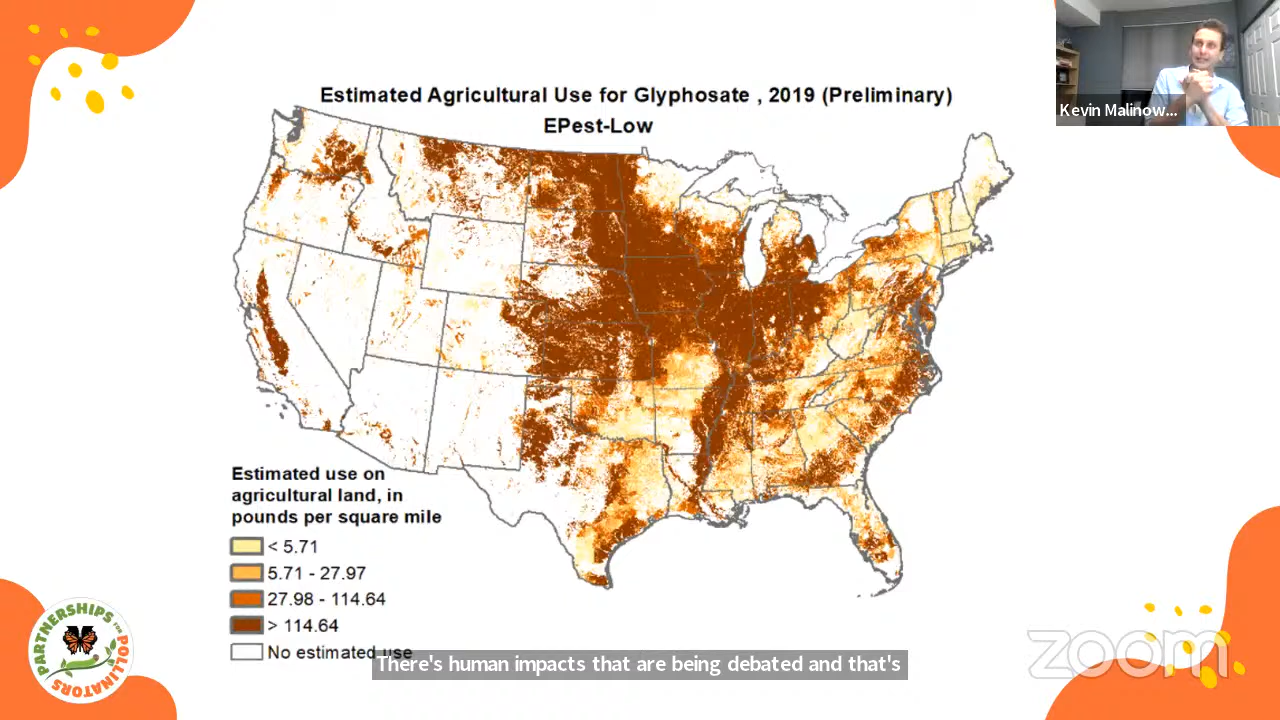 Estimated Agricultural Use for Glyphosate , 2019 (Preliminary)
EPest-Low
Kevin Malinow...
Estimated use on
agricultural land, in
pounds per square mile
< 5.71
5.71 - 27.97
27.98 - 114.64
> 114.64
No estimated use
There's human impacts that are being debated and that's
PARTNERSHIPS FOR POLLINATORS
zoom